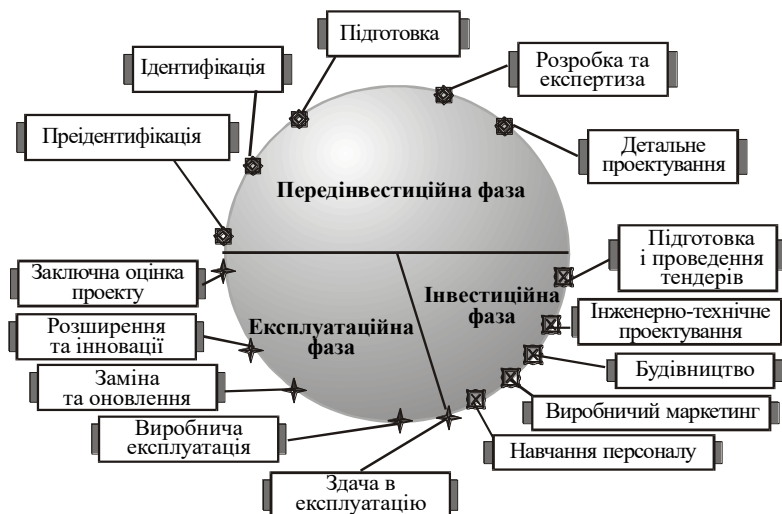 Підготовка
Ідентифікація
Преідентифікація
Розробка та
експертиза
Детальне
проектування
Передінвестиційна фаза
Підготовка
і проведення
тендерів
Заключна оцінка
проекту
Інвестиційна
фаза
Інженерно-технічне
проектування
Розширення
та інновації
Експлуатаційна
фаза
Будівництво
Заміна
та оновлення
Виробничий маркетинг
Виробнича
експлуатація
Навчання персоналу
Здача в
експлуатацію